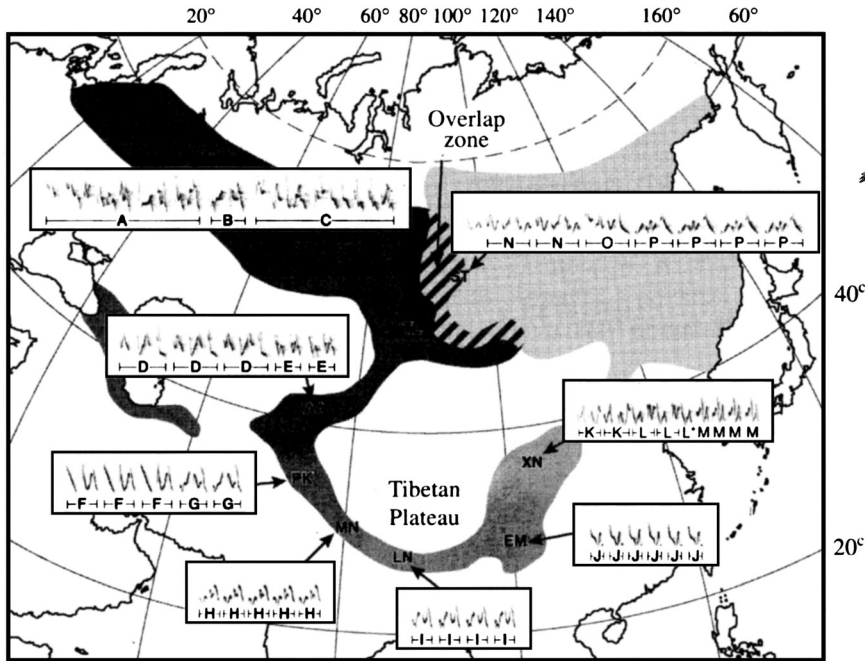 20° 40° 60° 80° 100° 120° 140° 160° 60°
Overlap
zone
A B C
N N O P P P P
ST
40°
D D D E E
K K L L L* M M M M
XN
F F F G G
PK
Tibetan
Plateau
MN
EM
J J J J J J
LN
20°
H H H H H
I I I I